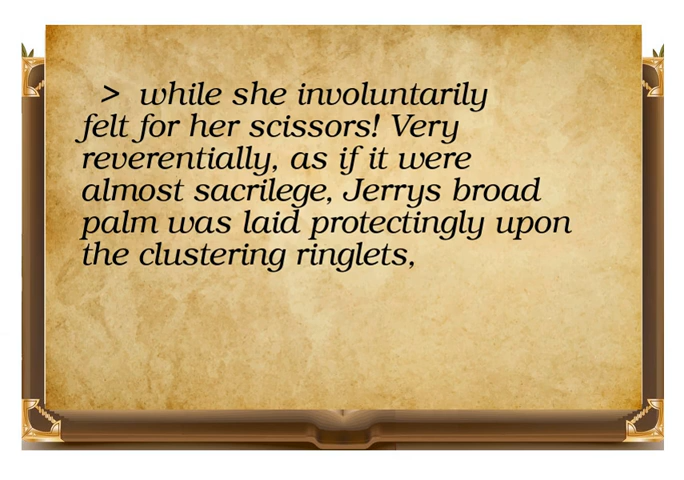 > while she involuntarily
felt for her scissors! Very
reverentially, as if it were
almost sacrilege, Jerrys broad
palm was laid protectingly upon
the clustering ringlets,